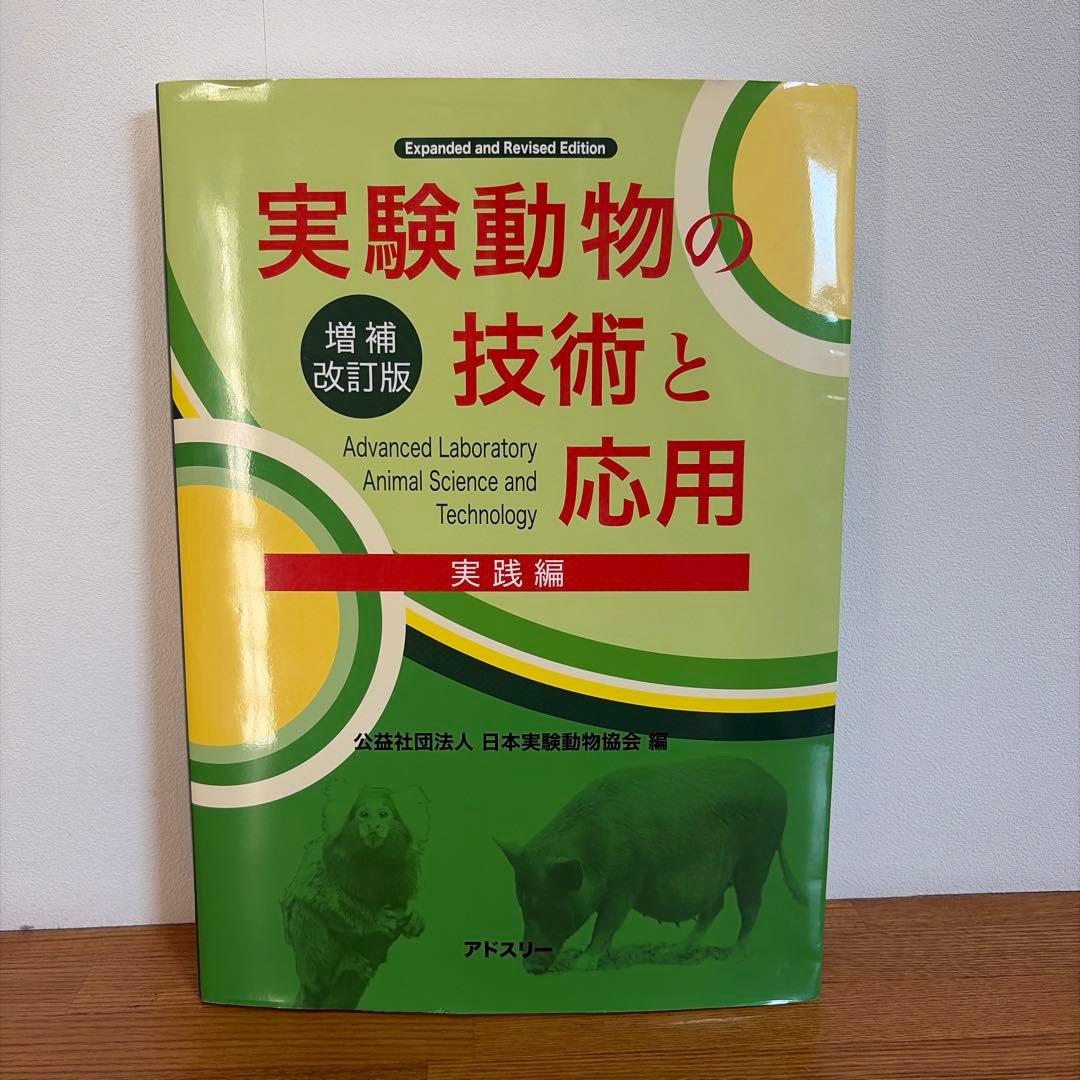 Expanded and Revised Edition
実験動物の
増補
改訂版
技術と
Advanced Laboratory
Animal Science and
Technology
応用
実践編
公益社団法人 日本実験動物協会 編
アドスリー